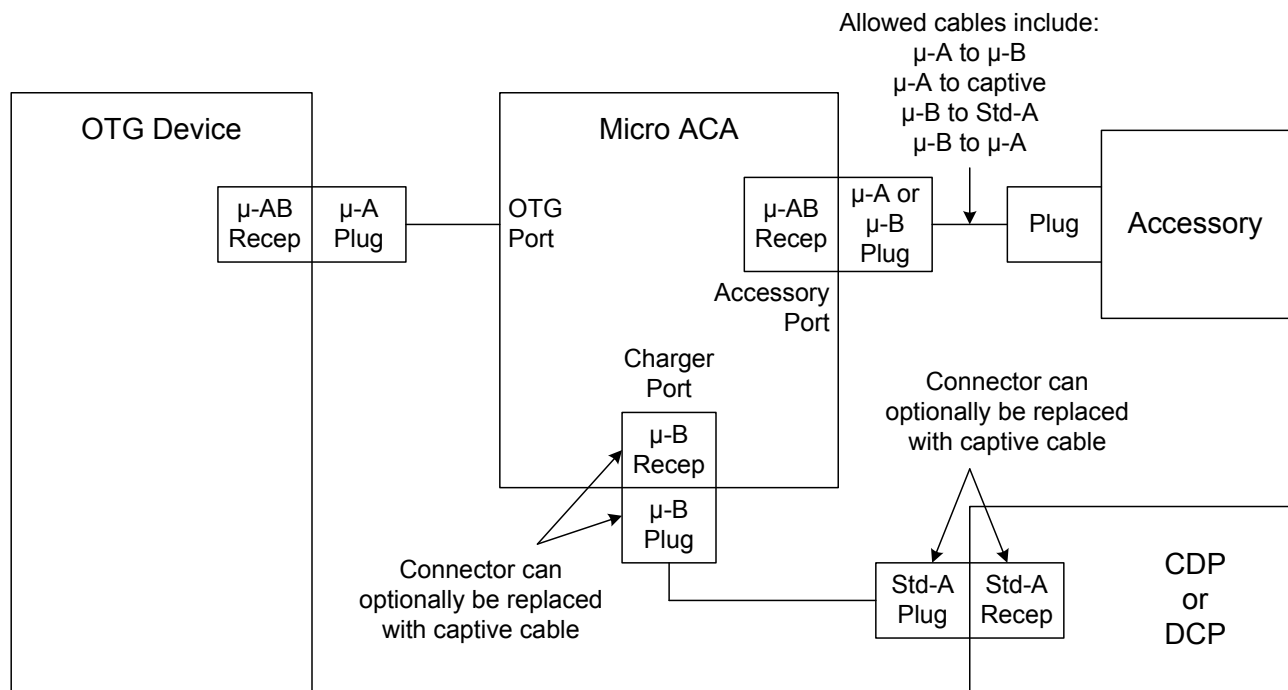 Allowed cables include:
μ-A to μ-B
μ-A to captive
μ-B to Std-A
μ-B to μ-A
OTG Device
Micro ACA
Accessory
μ-AB
Recep
μ-A
Plug
OTG
Port
μ-AB
Recep
μ-A or
μ-B
Plug
Plug
Accessory
Port
Charger
Port
μ-B
Recep
μ-B
Plug
Connector can
optionally be replaced
with captive cable
Connector can
optionally be replaced
with captive cable
Std-A
Plug
Std-A
Recep
CDP
or
DCP